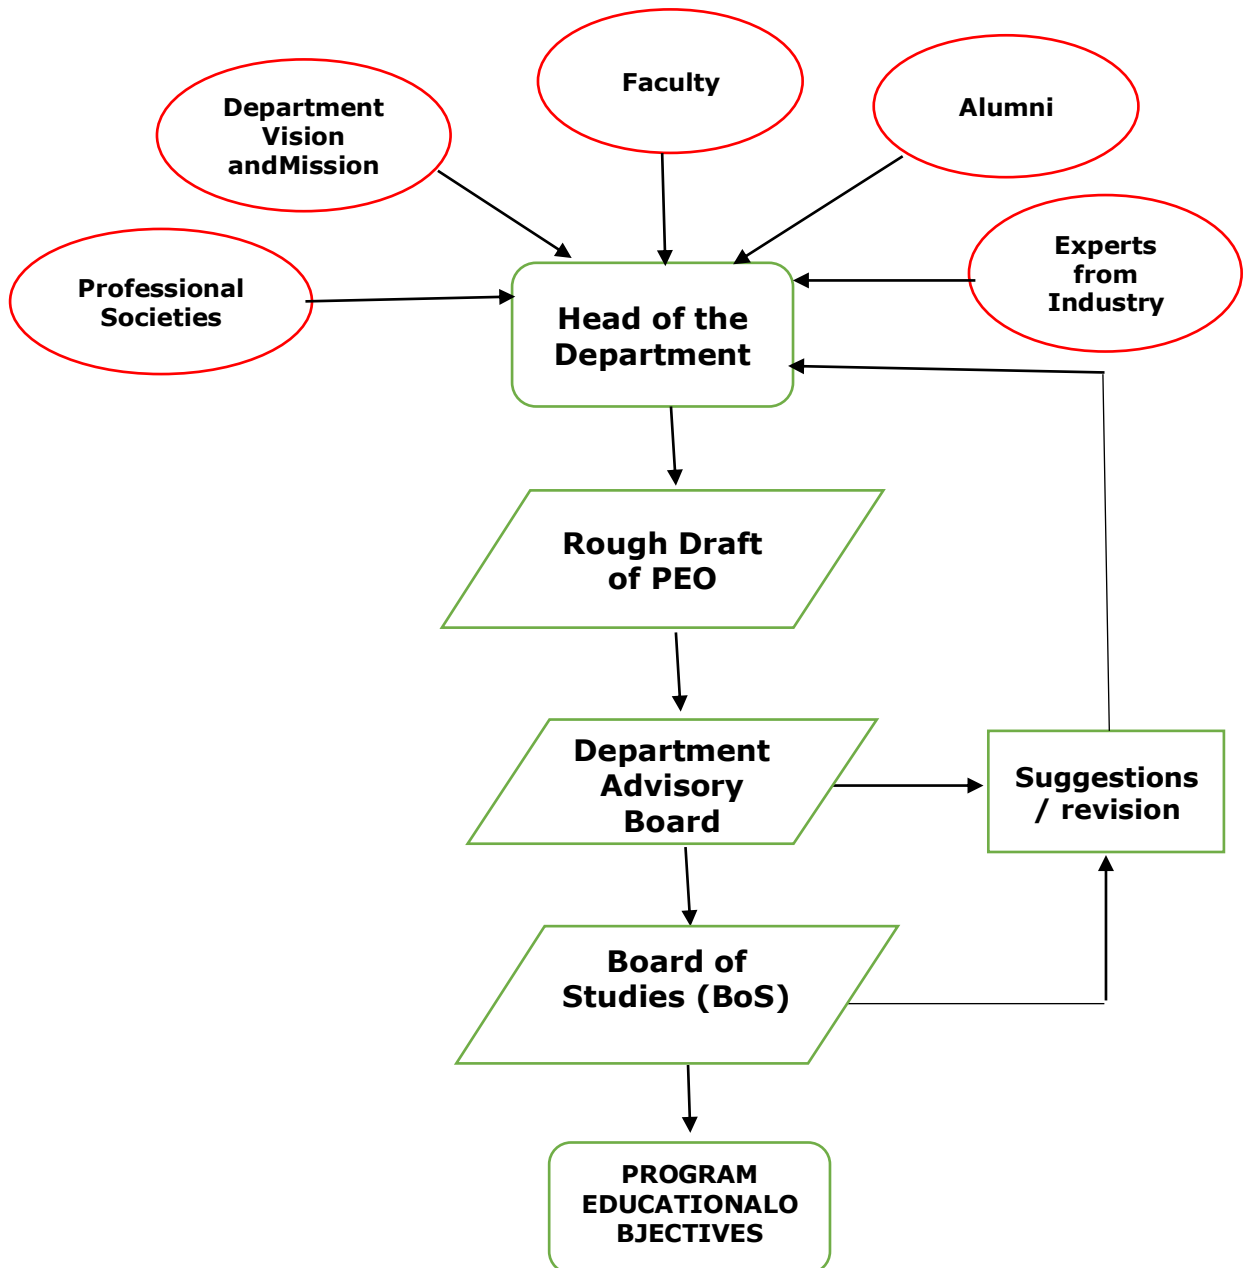 Faculty
Alumni
Department
Vision
andMission
Experts
from
Industry
Professional
Societies
Head of the
Department
Rough Draft
of PEO
Department
Advisory
Board
Suggestions
/ revision
Board of
Studies (BoS)
PROGRAM
EDUCATIONALO
BJECTIVES